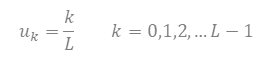 u_k = k/L    k = 0,1,2, … L − 1